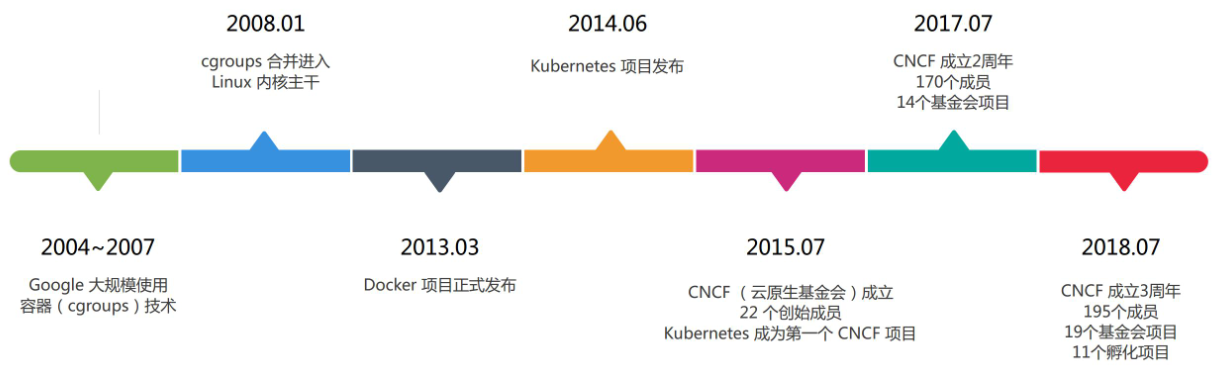 2004~2007
Google 大规模使用
容器（cgroups）技术
2008.01
cgroups 合并进入
Linux 内核主干
2013.03
Docker 项目正式发布
2014.06
Kubernetes 项目发布
2015.07
CNCF （云原生基金会）成立
22 个创始成员
Kubernetes 成为第一个 CNCF 项目
2017.07
CNCF 成立2周年
170个成员
14个基金会项目
2018.07
CNCF 成立3周年
195个成员
19个基金会项目
11个孵化项目